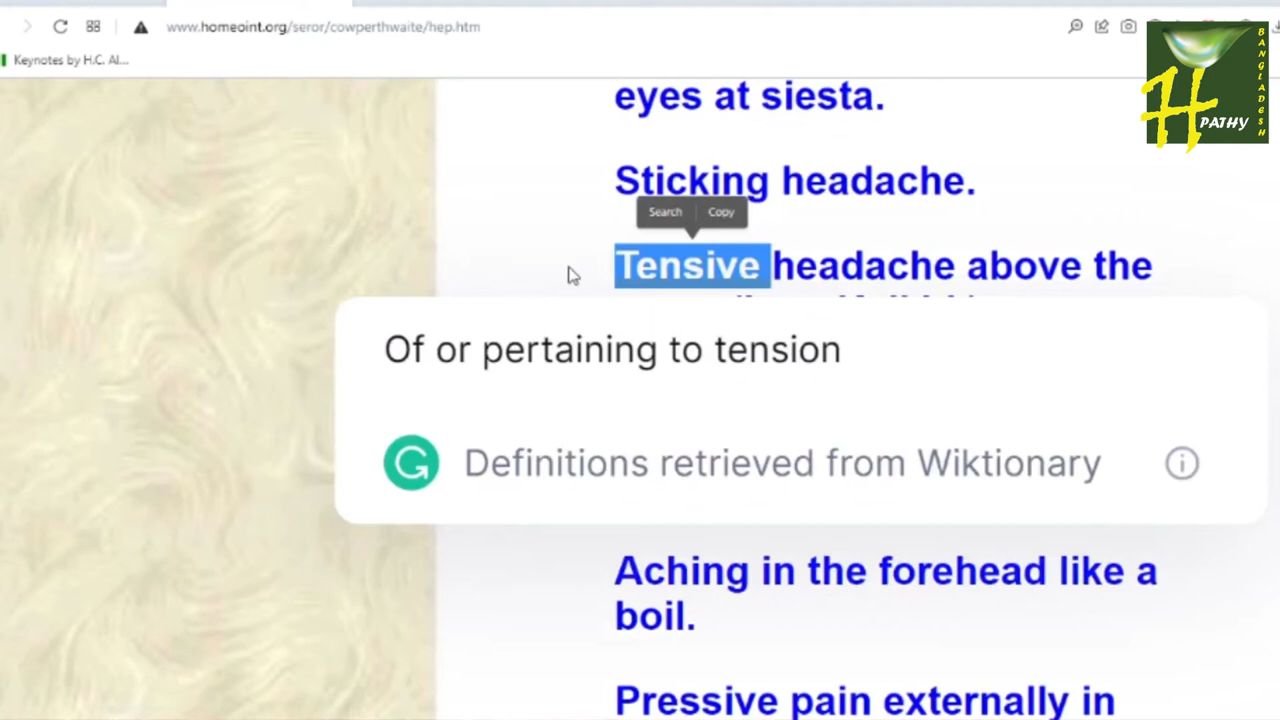 www.homeoint.org/seror/cowperthwaite/hep.htm
Keynotes by H.C. Al...
H
PATHY
BANGLADESH
eyes at siesta.
Sticking headache.
Search Copy
Tensive headache above the
Of or pertaining to tension
Definitions retrieved from Wiktionary
Aching in the forehead like a
boil.
Pressive pain externally in